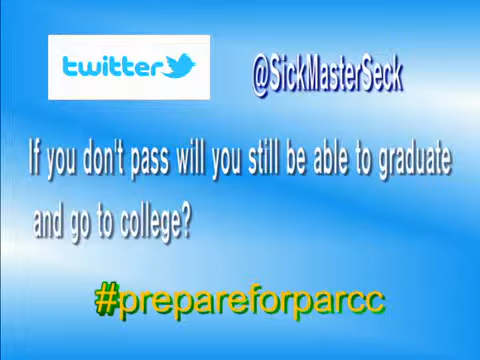 twitter
@SickMasterSeck
If you don't pass will you still be able to graduate
and go to college?
#prepareforparcc